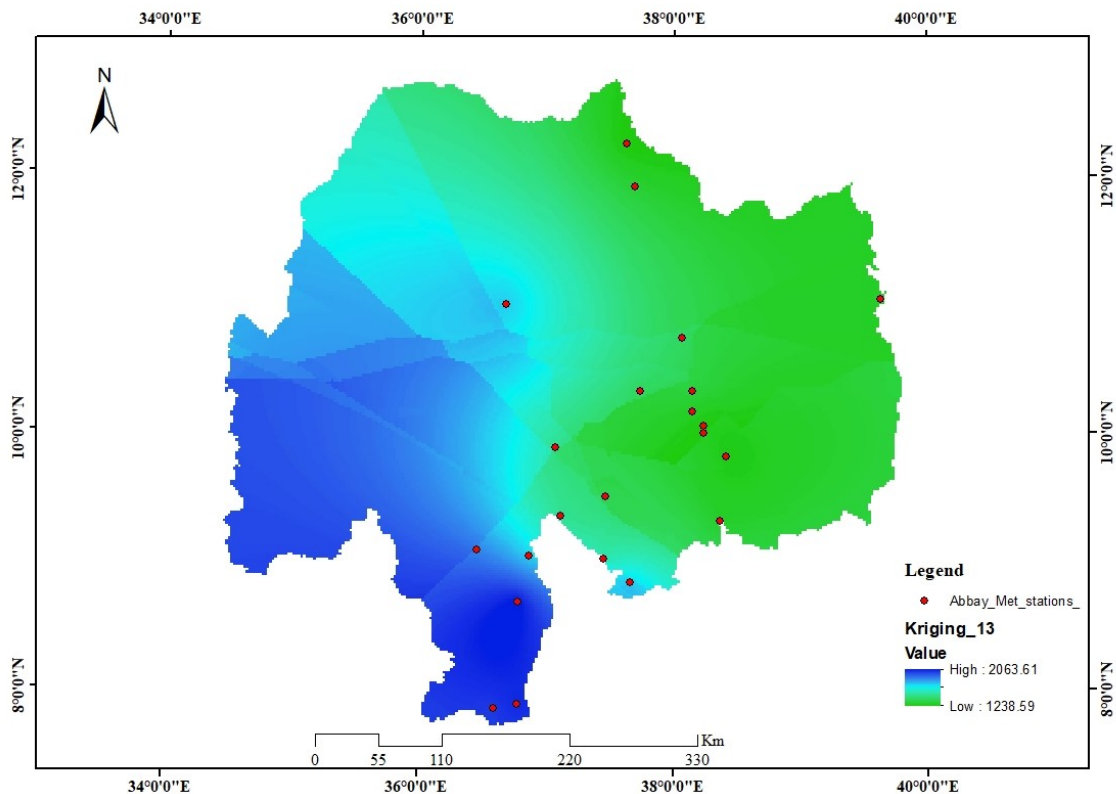 34°0'0"E 36°0'0"E 38°0'0"E 40°0'0"E
N
12°0'0"N 12°0'0"N
10°0'0"N 10°0'0"N
Legend
Abbay_Met_stations_
Kriging_13
Value
High : 2063.61
Low : 1238.59
8°0'0"N 8°0'0"N
Km
0 55 110 220 330
34°0'0"E 36°0'0"E 38°0'0"E 40°0'0"E